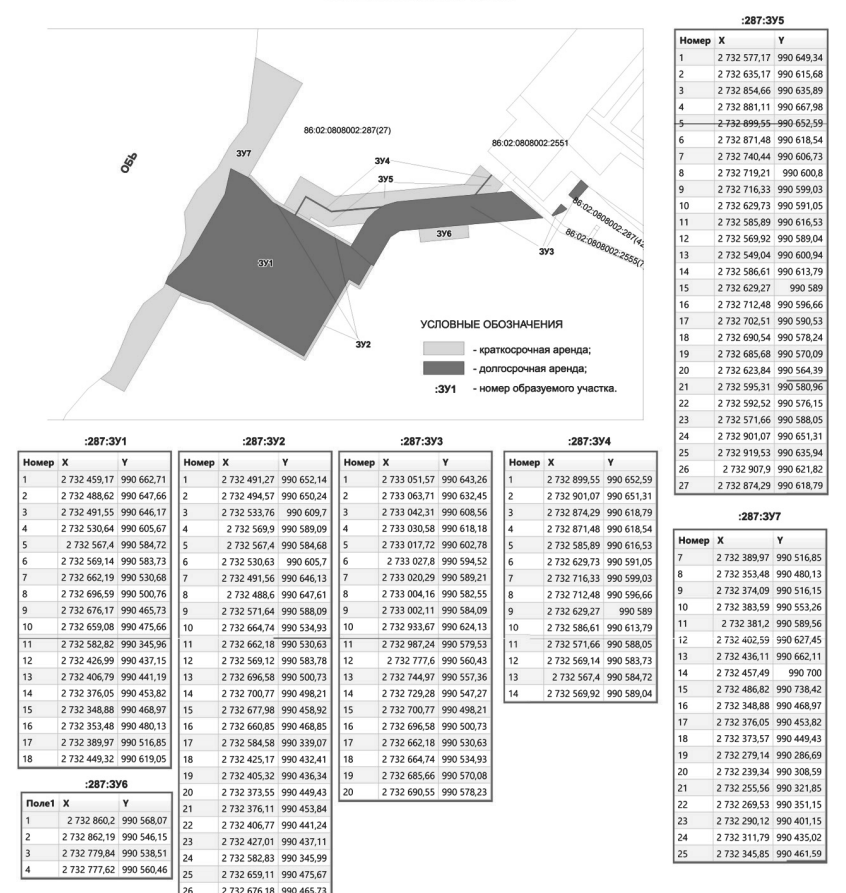 ОБЬ
ЗУ7
86:02:0808002:287(27)
86:02:0808002:2551
ЗУ4
ЗУ5
86:02:0808002:287(42
86:02:0808002:2555(7
ЗУ6
ЗУ3
ЗУ1
ЗУ2
УСЛОВНЫЕ ОБОЗНАЧЕНИЯ
- краткосрочная аренда;
- долгосрочная аренда;
:ЗУ1 - номер образуемого участка.
:287:ЗУ5
Номер X Y
1 2 732 577,17 990 649,34
2 2 732 635,17 990 615,68
3 2 732 854,66 990 635,89
4 2 732 881,11 990 667,98
5 2 732 899,55 990 652,59
6 2 732 871,48 990 618,54
7 2 732 740,44 990 606,73
8 2 732 719,21 990 600,8
9 2 732 716,33 990 599,03
10 2 732 629,73 990 591,05
11 2 732 585,89 990 616,53
12 2 732 569,92 990 589,04
13 2 732 549,04 990 600,94
14 2 732 586,61 990 613,79
15 2 732 629,27 990 589
16 2 732 712,48 990 596,66
17 2 732 702,51 990 590,53
18 2 732 690,54 990 578,24
19 2 732 685,68 990 570,09
20 2 732 623,84 990 564,39
21 2 732 595,31 990 580,96
22 2 732 592,52 990 576,15
23 2 732 571,66 990 588,05
24 2 732 901,07 990 651,31
25 2 732 919,53 990 635,94
26 2 732 907,9 990 621,82
27 2 732 874,29 990 618,79
:287:ЗУ1
Номер X Y
1 2 732 459,17 990 662,71
2 2 732 488,62 990 647,66
3 2 732 491,55 990 646,17
4 2 732 530,64 990 605,67
5 2 732 567,4 990 584,72
6 2 732 569,14 990 583,73
7 2 732 662,19 990 530,68
8 2 732 696,59 990 500,76
9 2 732 676,17 990 465,73
10 2 732 659,08 990 475,66
11 2 732 582,82 990 345,96
12 2 732 426,99 990 437,15
13 2 732 406,79 990 441,19
14 2 732 376,05 990 453,82
15 2 732 348,88 990 468,97
16 2 732 353,48 990 480,13
17 2 732 389,97 990 516,85
18 2 732 449,32 990 619,05
:287:ЗУ6
Поле1 X Y
1 2 732 860,2 990 568,07
2 2 732 862,19 990 546,15
3 2 732 779,84 990 538,51
4 2 732 777,62 990 560,46
:287:ЗУ2
Номер X Y
1 2 732 491,27 990 652,14
2 2 732 494,57 990 650,24
3 2 732 533,76 990 609,7
4 2 732 569,9 990 589,09
5 2 732 567,4 990 584,68
6 2 732 530,63 990 605,7
7 2 732 491,56 990 646,13
8 2 732 488,6 990 647,61
9 2 732 571,64 990 588,09
10 2 732 664,74 990 534,93
11 2 732 662,18 990 530,63
12 2 732 569,12 990 583,78
13 2 732 696,58 990 500,73
14 2 732 700,77 990 498,21
15 2 732 677,98 990 458,92
16 2 732 660,85 990 468,85
17 2 732 584,58 990 339,07
18 2 732 425,17 990 432,41
19 2 732 405,32 990 436,34
20 2 732 373,55 990 449,43
21 2 732 376,11 990 453,84
22 2 732 406,77 990 441,24
23 2 732 427,01 990 437,11
24 2 732 582,83 990 345,99
25 2 732 659,11 990 475,67
26 2 732 676,18 990 465,73
:287:ЗУ3
Номер X Y
1 2 733 051,57 990 643,26
2 2 733 063,71 990 632,45
3 2 733 042,31 990 608,56
4 2 733 030,58 990 618,18
5 2 733 017,72 990 602,78
6 2 733 027,8 990 594,52
7 2 733 020,29 990 589,21
8 2 733 004,16 990 582,55
9 2 733 002,11 990 584,09
10 2 732 933,67 990 624,13
11 2 732 987,24 990 579,53
12 2 732 777,6 990 560,43
13 2 732 744,97 990 557,36
14 2 732 729,28 990 547,27
15 2 732 700,77 990 498,21
16 2 732 696,58 990 500,73
17 2 732 662,18 990 530,63
18 2 732 664,74 990 534,93
19 2 732 685,66 990 570,08
20 2 732 690,55 990 578,23
:287:ЗУ4
Номер X Y
1 2 732 899,55 990 652,59
2 2 732 901,07 990 651,31
3 2 732 874,29 990 618,79
4 2 732 871,48 990 618,54
5 2 732 585,89 990 616,53
6 2 732 629,73 990 591,05
7 2 732 716,33 990 599,03
8 2 732 712,48 990 596,66
9 2 732 629,27 990 589
10 2 732 586,61 990 613,79
11 2 732 571,66 990 588,05
12 2 732 569,14 990 583,73
13 2 732 567,4 990 584,72
14 2 732 569,92 990 589,04
:287:ЗУ7
Номер X Y
7 2 732 389,97 990 516,85
8 2 732 353,48 990 480,13
9 2 732 374,09 990 516,15
10 2 732 383,59 990 553,26
11 2 732 381,2 990 589,56
12 2 732 402,59 990 627,45
13 2 732 436,11 990 662,11
14 2 732 457,49 990 700
15 2 732 486,82 990 738,42
16 2 732 348,88 990 468,97
17 2 732 376,05 990 453,82
18 2 732 373,57 990 449,43
19 2 732 279,14 990 286,69
20 2 732 239,34 990 308,59
21 2 732 255,56 990 321,85
22 2 732 269,53 990 351,15
23 2 732 290,12 990 401,15
24 2 732 311,79 990 435,02
25 2 732 345,85 990 461,59